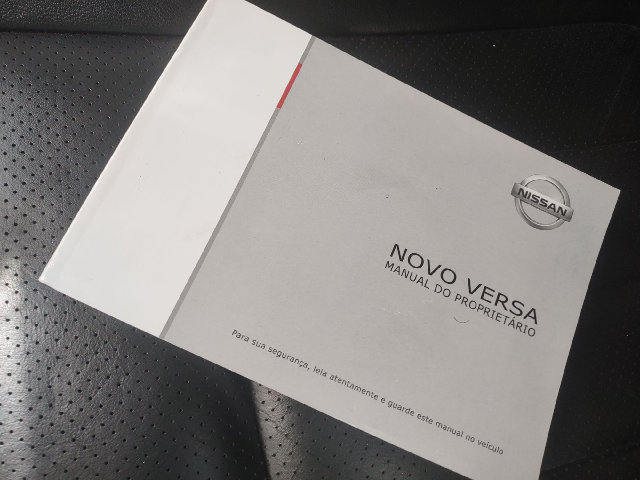 NISSAN
NOVO VERSA
MANUAL DO PROPRIETÁRIO
Para sua segurança, leia atentamente e guarde este manual no veículo